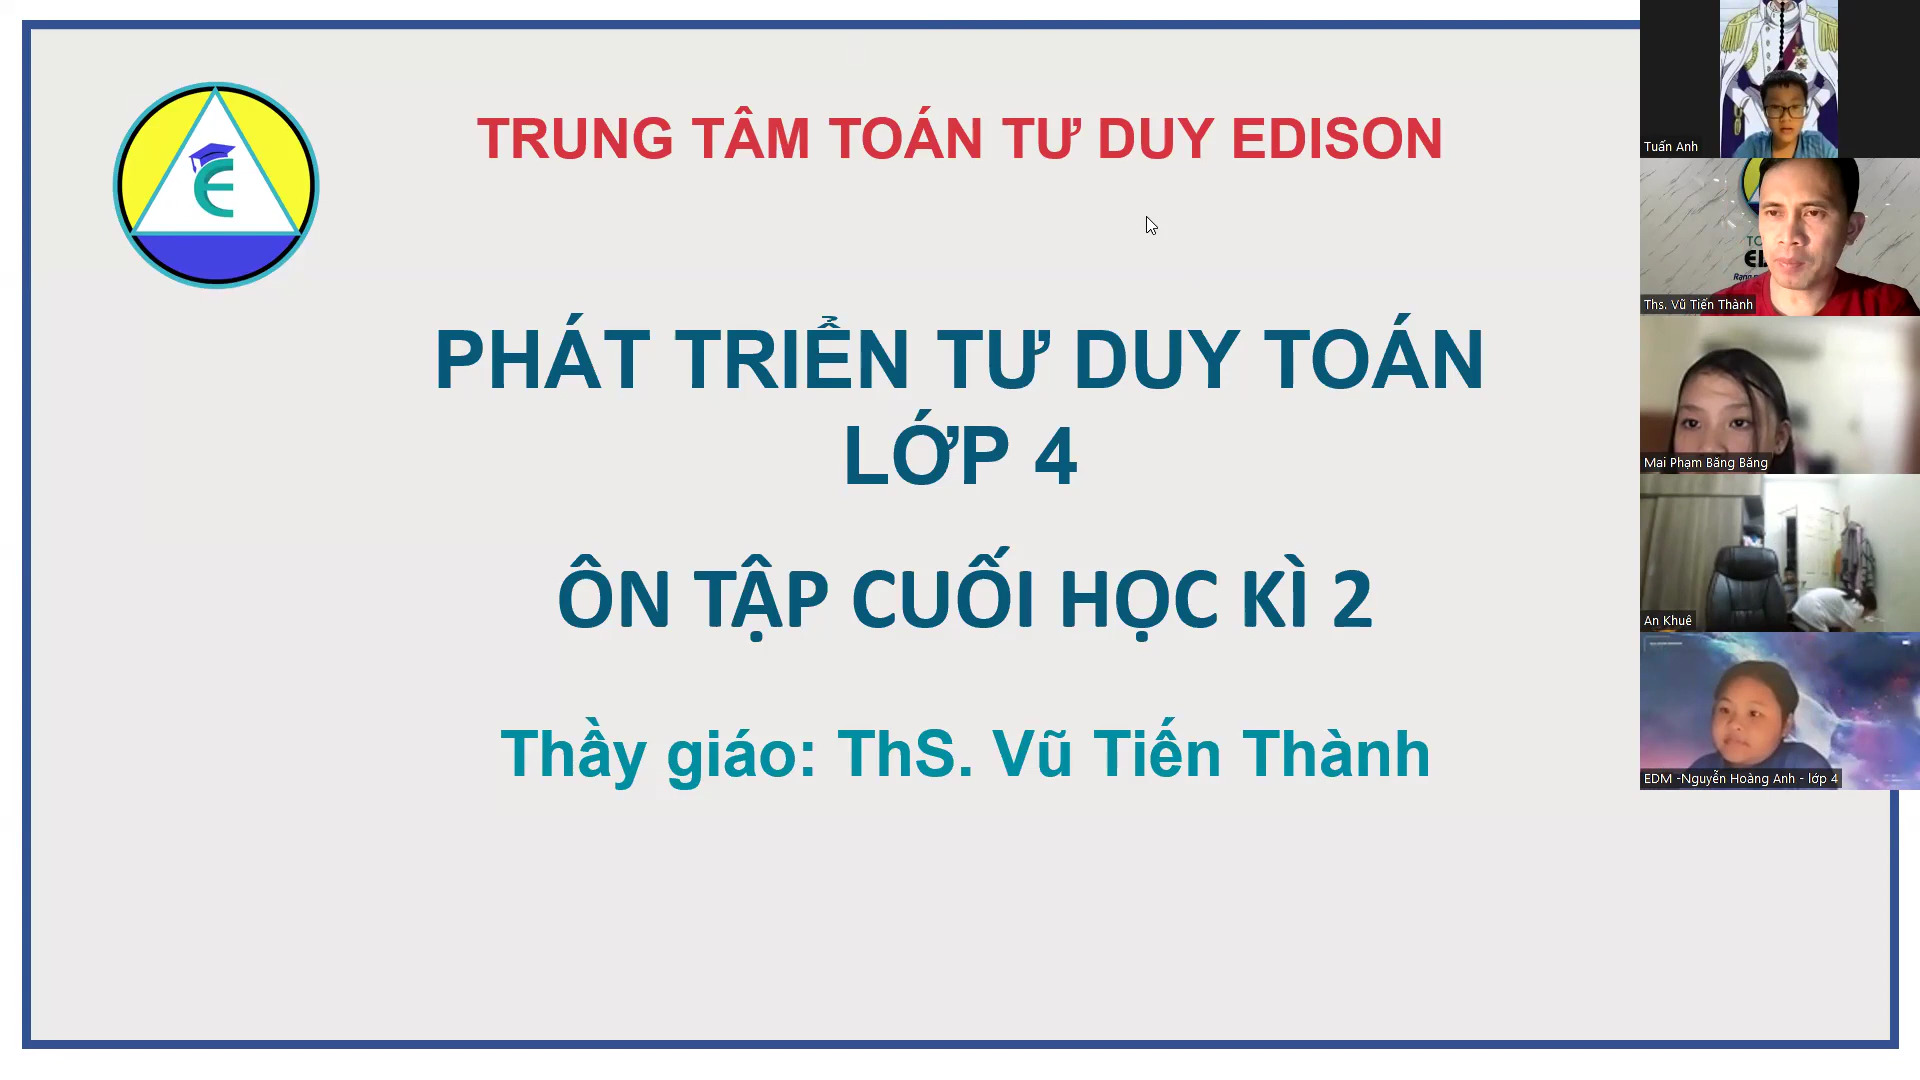 TRUNG TÂM TOÁN TƯ DUY EDISON
PHÁT TRIỂN TƯ DUY TOÁN
LỚP 4
ÔN TẬP CUỐI HỌC KÌ 2
Thầy giáo: ThS. Vũ Tiến Thành
Tuấn Anh
Ths. Vũ Tiến Thành
Mai Phạm Băng Băng
An Khuê
EDM -Nguyễn Hoàng Anh - lớp 4